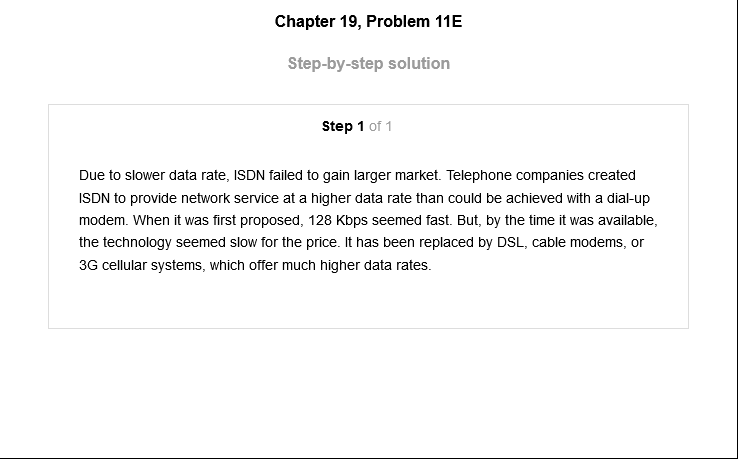 Chapter 19, Problem 11E
Step-by-step solution
Step 1 of 1
Due to slower data rate, ISDN failed to gain larger market. Telephone companies created
ISDN to provide network service at a higher data rate than could be achieved with a dial-up
modem. When it was first proposed, 128 Kbps seemed fast. But, by the time it was available,
the technology seemed slow for the price. It has been replaced by DSL, cable modems, or
3G cellular systems, which offer much higher data rates.